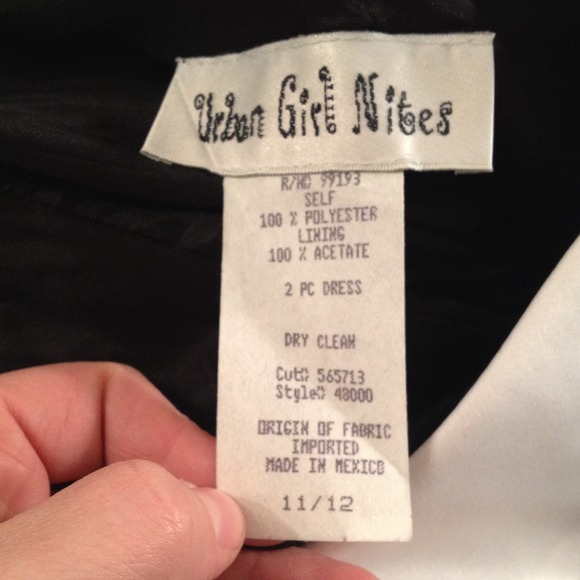 Urban Girl Nites
R/N# 99193
SELF
100 % POLYESTER
LINING
100 % ACETATE
2 PC DRESS
DRY CLEAN
Cut# 565713
Style# 48000
ORIGIN OF FABRIC
IMPORTED
MADE IN MEXICO
11/12